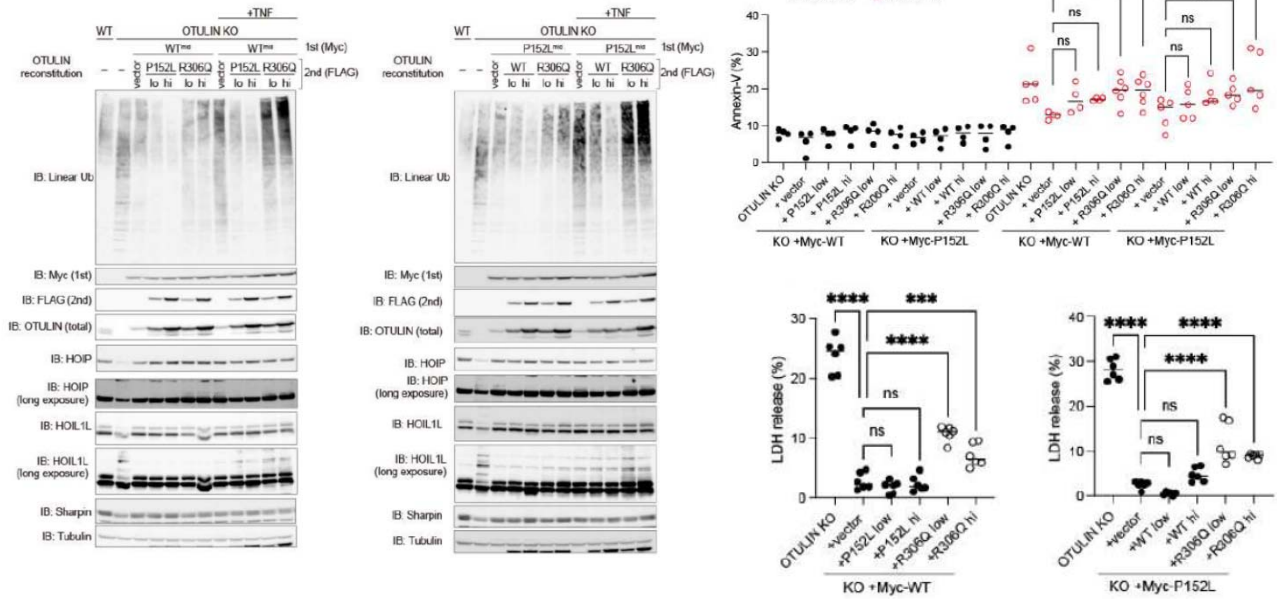 +TNF
WT OTULIN KO
OTULIN reconstitution
WTᵐᵒ WTᵐᵒ 1st (Myc)
– – vector P152L R306Q vector P152L R306Q 2nd (FLAG)
lo hi lo hi lo hi lo hi
IB: Linear Ub
IB: Myc (1st)
IB: FLAG (2nd)
IB: OTULIN (total)
IB: HOIP
IB: HOIP
(long exposure)
IB: HOIL1L
IB: HOIL1L
(long exposure)
IB: Sharpin
IB: Tubulin
+TNF
WT OTULIN KO
OTULIN reconstitution
P152Lᵐᵒ P152Lᵐᵒ 1st (Myc)
– – vector WT R306Q vector WT R306Q 2nd (FLAG)
lo hi lo hi lo hi lo hi
IB: Linear Ub
IB: Myc (1st)
IB: FLAG (2nd)
IB: OTULIN (total)
IB: HOIP
IB: HOIP
(long exposure)
IB: HOIL1L
IB: HOIL1L
(long exposure)
IB: Sharpin
IB: Tubulin
Annexin-V (%)
40
30
20
10
0
ns
ns
ns
ns
OTULIN KO + vector + P152L low + P152L hi + R306Q low + R306Q hi + vector + WT low + WT hi + R306Q low + R306Q hi OTULIN KO + vector + P152L low + P152L hi + R306Q low + R306Q hi + vector + WT low + WT hi + R306Q low + R306Q hi
KO +Myc-WT KO +Myc-P152L KO +Myc-WT KO +Myc-P152L
LDH release (%)
30
20
10
0
**** ***
****
ns
ns
OTULIN KO +vector +P152L low +P152L hi +R306Q low +R306Q hi
KO +Myc-WT
LDH release (%)
40
30
20
10
0
**** ****
****
ns
ns
OTULIN KO +vector +WT low +WT hi +R306Q low +R306Q hi
KO +Myc-P152L